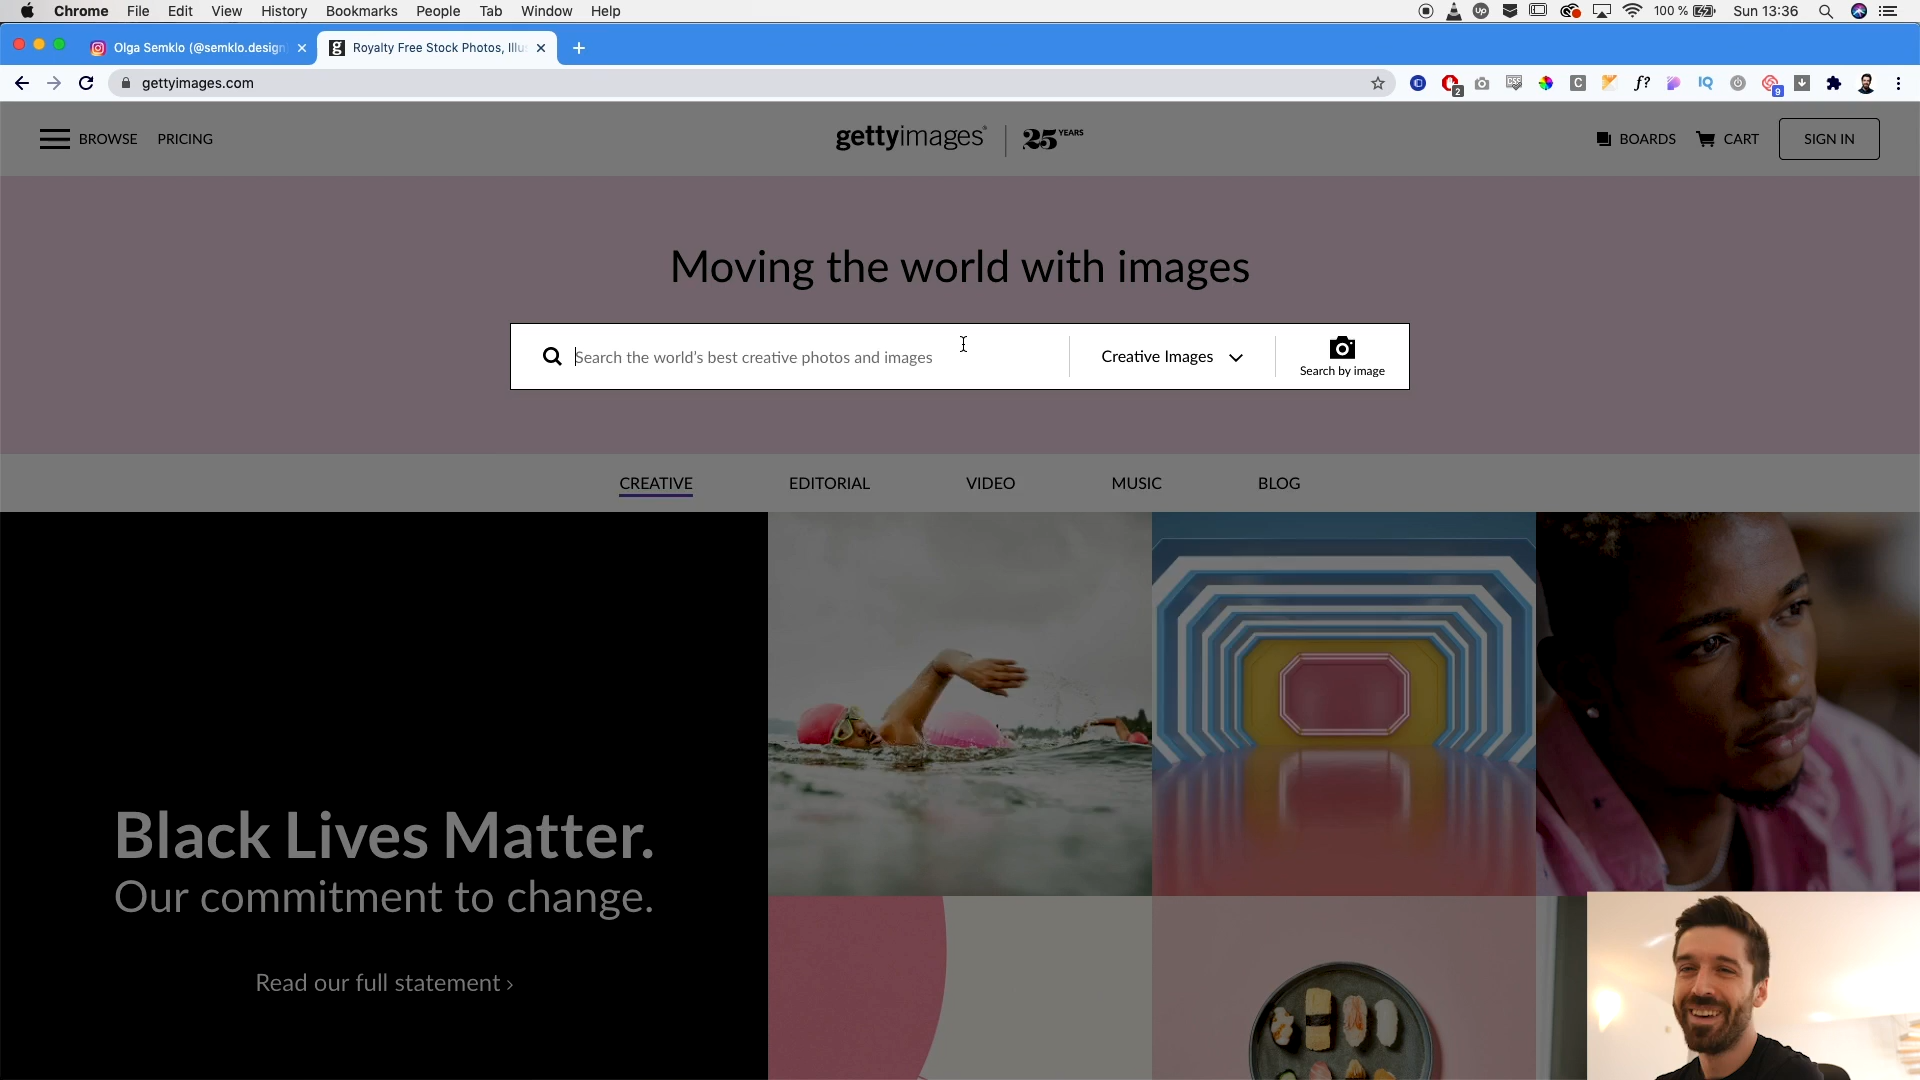 Chrome File Edit View History Bookmarks People Tab Window Help
100 % Sun 13:36
Olga Semklo (@semklo.design
Royalty Free Stock Photos, Illu
gettyimages.com
BROWSE PRICING
gettyimages 25 YEARS
BOARDS CART SIGN IN
Moving the world with images
Search the world's best creative photos and images
Creative Images
Search by image
CREATIVE EDITORIAL VIDEO MUSIC BLOG
Black Lives Matter.
Our commitment to change.
Read our full statement ›